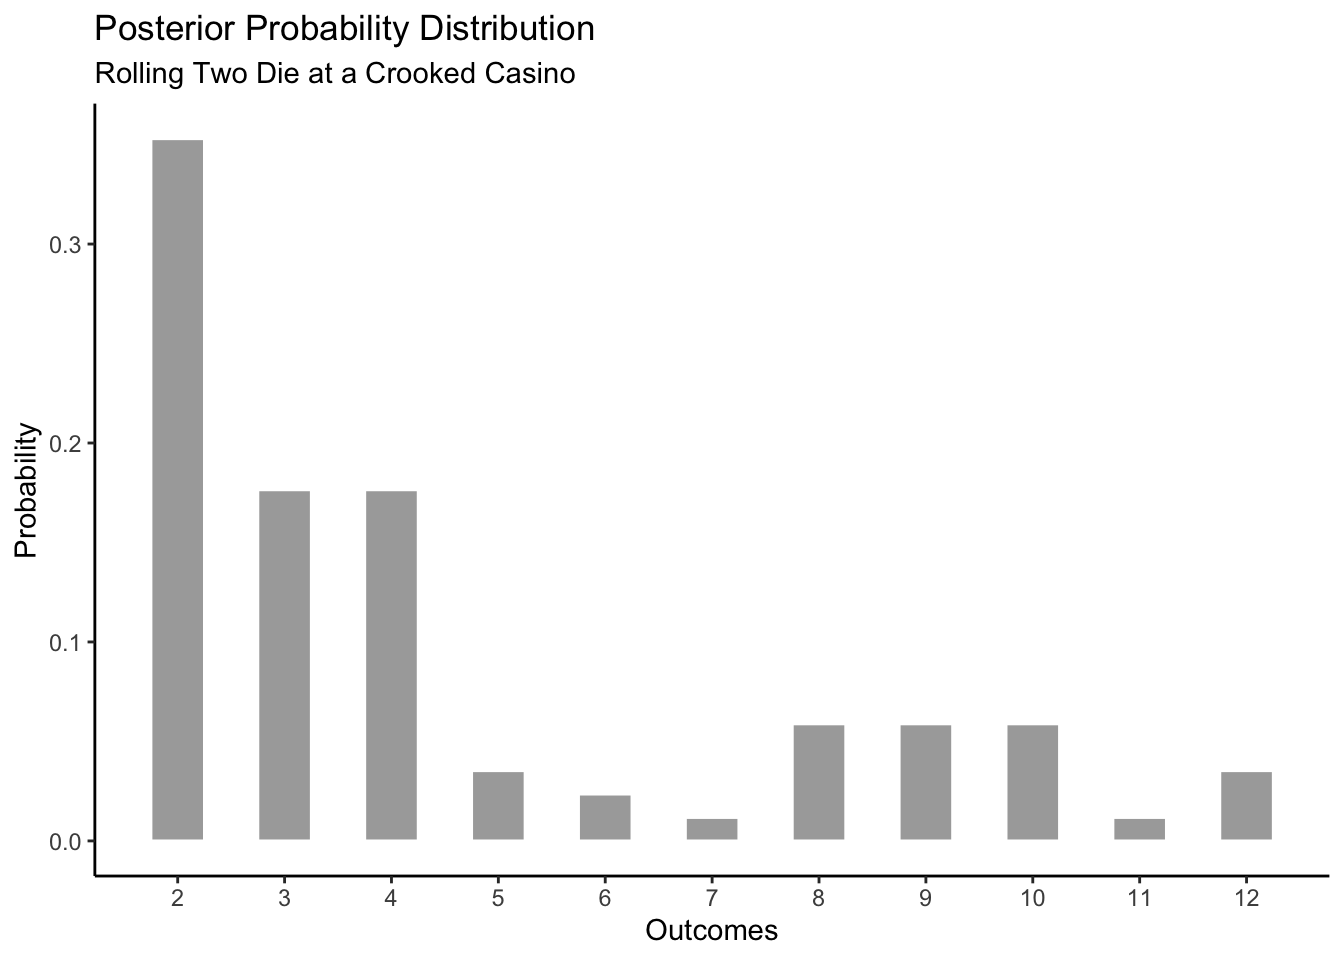 Posterior Probability Distribution
Rolling Two Die at a Crooked Casino
Probability
0.3
0.2
0.1
0.0
2 3 4 5 6 7 8 9 10 11 12
Outcomes